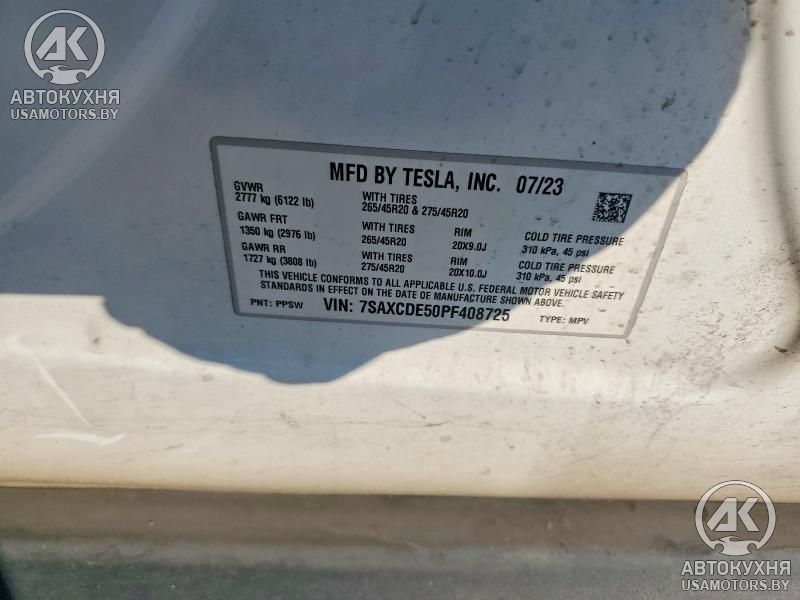 AK
АВТОКУХНЯ
USAMOTORS.BY
MFD BY TESLA, INC. 07/23
GVWR
2777 kg (6122 lb)
WITH TIRES
265/45R20 & 275/45R20
GAWR FRT
1350 kg (2976 lb)
WITH TIRES
265/45R20
RIM
20X9.0J
COLD TIRE PRESSURE
310 kPa, 45 psi
GAWR RR
1727 kg (3808 lb)
WITH TIRES
275/45R20
RIM
20X10.0J
COLD TIRE PRESSURE
310 kPa, 45 psi
THIS VEHICLE CONFORMS TO ALL APPLICABLE U.S. FEDERAL MOTOR VEHICLE SAFETY
STANDARDS IN EFFECT ON THE DATE OF MANUFACTURE SHOWN ABOVE.
PNT: PPSW VIN: 7SAXCDE50PF408725 TYPE: MPV
AK
АВТОКУХНЯ
USAMOTORS.BY